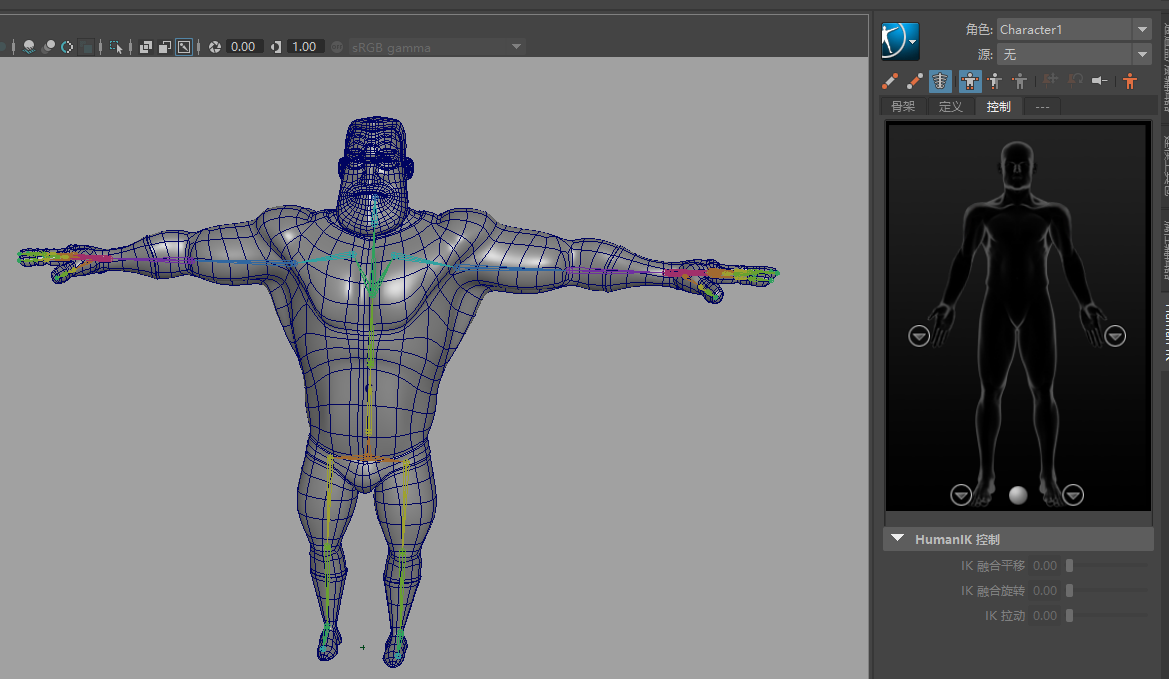 角色: Character1
源: 无
0.00 1.00 sRGB gamma
骨架 定义 控制 ---
HumanIK 控制
IK 融合平移 0.00
IK 融合旋转 0.00
IK 拉动 0.00